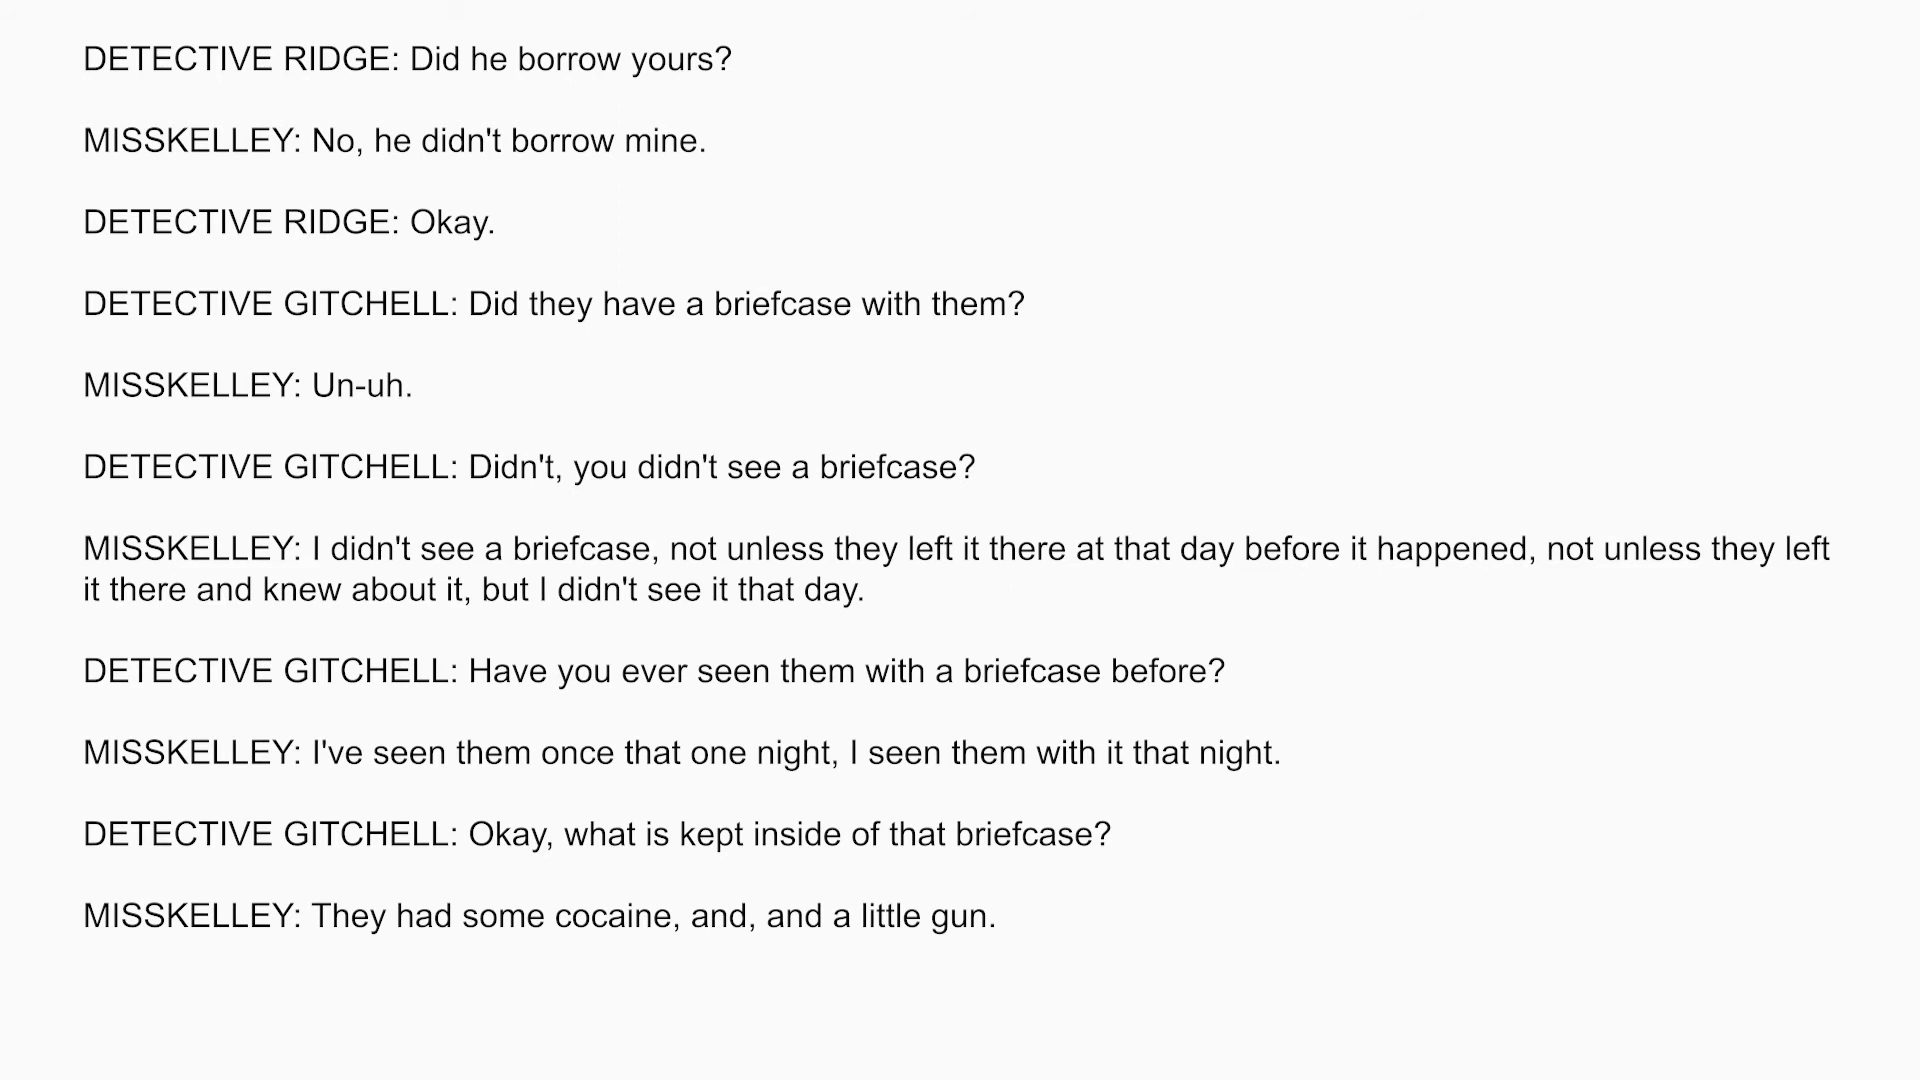 DETECTIVE RIDGE: Did he borrow yours?
MISSKELLEY: No, he didn't borrow mine.
DETECTIVE RIDGE: Okay.
DETECTIVE GITCHELL: Did they have a briefcase with them?
MISSKELLEY: Un-uh.
DETECTIVE GITCHELL: Didn't, you didn't see a briefcase?
MISSKELLEY: I didn't see a briefcase, not unless they left it there at that day before it happened, not unless they left
it there and knew about it, but I didn't see it that day.
DETECTIVE GITCHELL: Have you ever seen them with a briefcase before?
MISSKELLEY: I've seen them once that one night, I seen them with it that night.
DETECTIVE GITCHELL: Okay, what is kept inside of that briefcase?
MISSKELLEY: They had some cocaine, and, and a little gun.